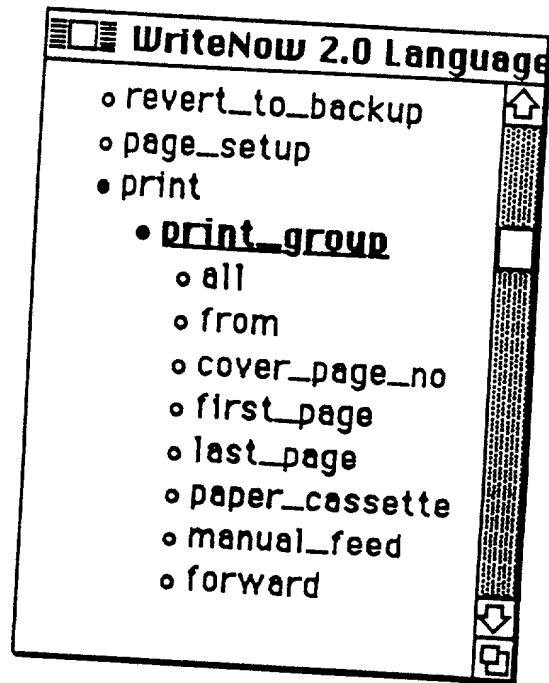 WriteNow 2.0 Language
revert_to_backup
page_setup
print
print_group
all
from
cover_page_no
first_page
last_page
paper_cassette
manual_feed
forward